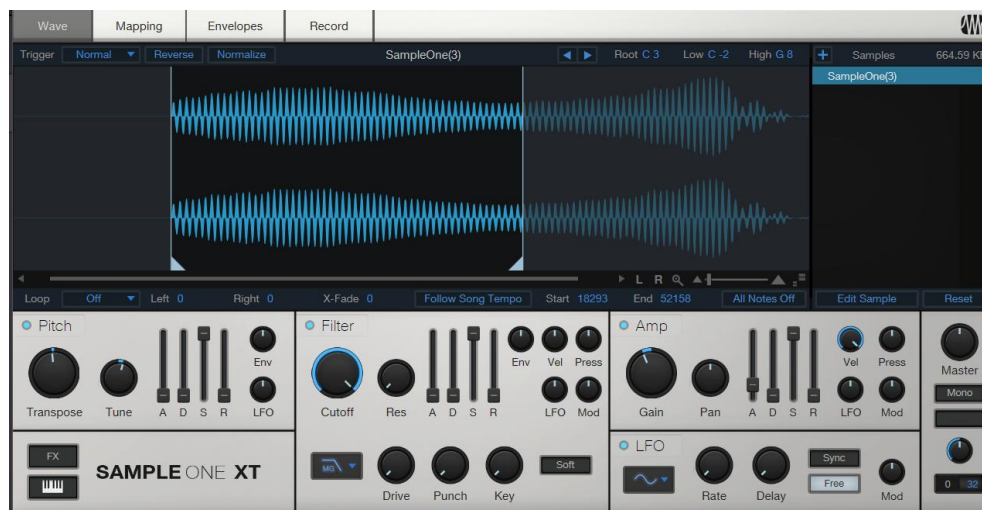 Wave Mapping Envelopes Record
Trigger Normal Reverse Normalize SampleOne(3) Root C 3 Low C -2 High G 8 + Samples 664.59 K
SampleOne(3)
L R
Loop Off Left 0 Right 0 X-Fade 0 Follow Song Tempo Start 18293 End 52158 All Notes Off Edit Sample Reset
Pitch Filter Amp
Env Env Vel Press Vel Press
Master
Mono
Transpose Tune A D S R LFO Cutoff Res A D S R LFO Mod Gain Pan A D S R LFO Mod
LFO
FX MG Soft Sync
SAMPLE ONE XT
Free 0 32
Drive Punch Key Rate Delay Mod